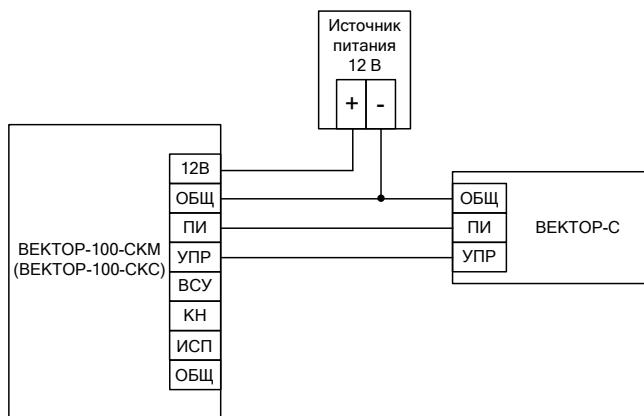 Источник
питания
12 В
+ -
12В
ОБЩ
ПИ
УПР
ВСУ
КН
ИСП
ОБЩ
ВЕКТОР-100-СКМ
(ВЕКТОР-100-СКС)
ОБЩ
ПИ
УПР
ВЕКТОР-С